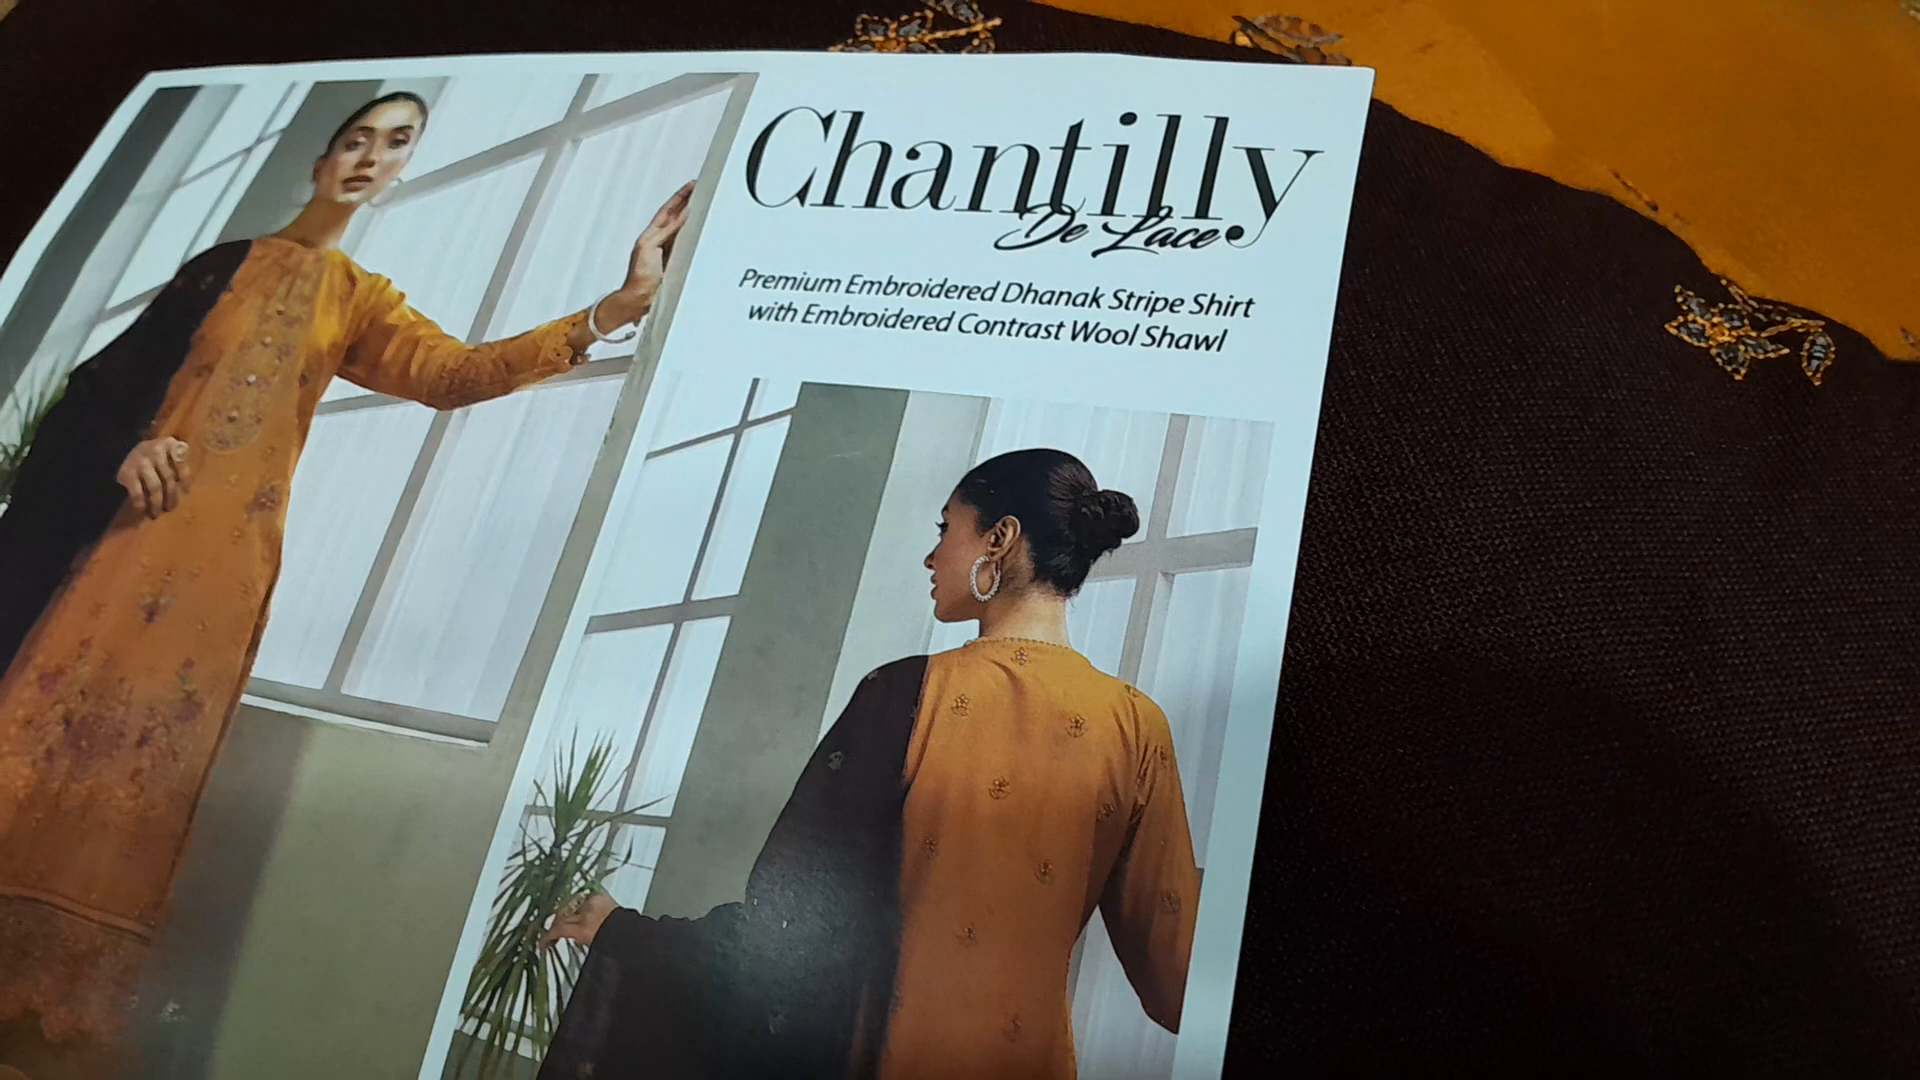 Chantilly
De Lace.
Premium Embroidered Dhanak Stripe Shirt
with Embroidered Contrast Wool Shawl